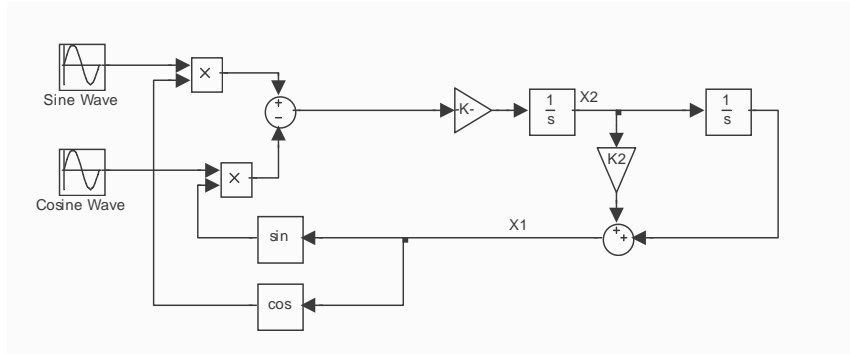 Sine Wave
×
+
−
-K-
1
s
X2
1
s
K2
Cosine Wave
×
sin
X1
+
+
cos